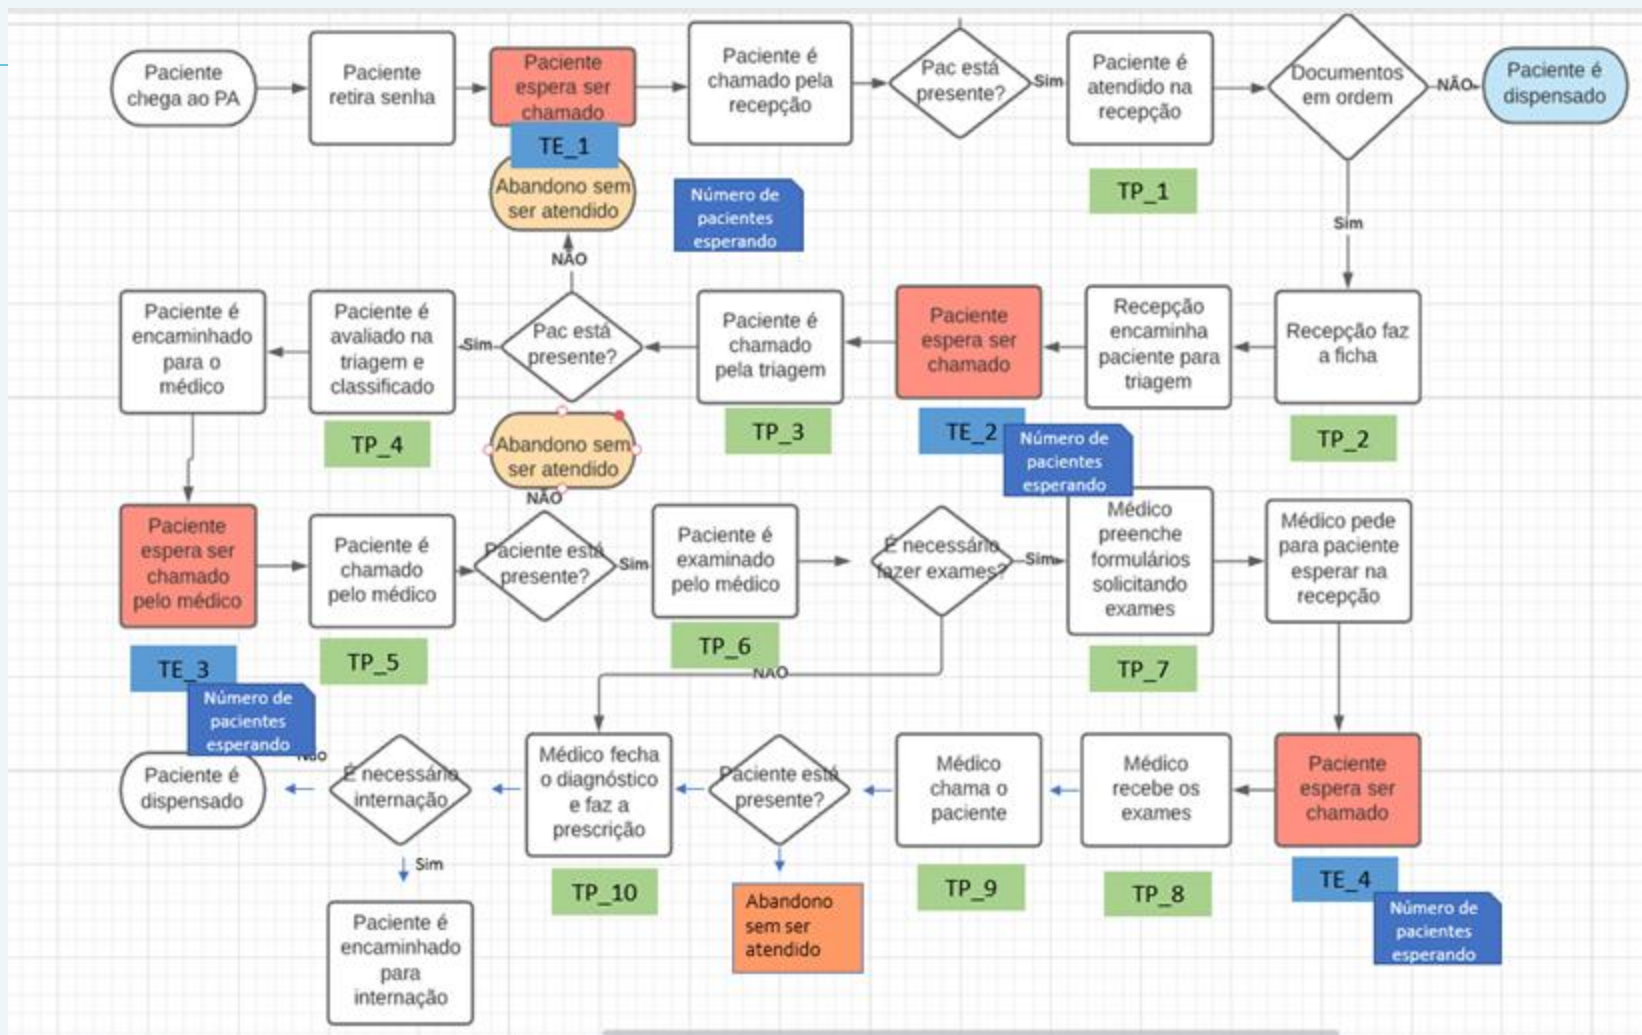 Paciente
chega ao PA
Paciente
retira senha
Paciente
espera ser
chamado
TE_1
Paciente é
chamado pela
recepção
Pac está
presente?
Sim
Paciente é
atendido na
recepção
TP_1
Documentos
em ordem
NÃO
Paciente é
dispensado
Abandono sem
ser atendido
NÃO
Número de
pacientes
esperando
Sim
Recepção faz
a ficha
TP_2
Recepção
encaminha
paciente para
triagem
Paciente
espera ser
chamado
TE_2
Número de
pacientes
esperando
Paciente é
chamado
pela triagem
TP_3
Pac está
presente?
Sim
Paciente é
avaliado na
triagem e
classificado
TP_4
Paciente é
encaminhado
para o
médico
Abandono sem
ser atendido
NÃO
Paciente
espera ser
chamado
pelo médico
TE_3
Número de
pacientes
esperando
Paciente é
chamado
pelo médico
TP_5
Paciente está
presente?
Sim
Paciente é
examinado
pelo médico
TP_6
É necessário
fazer exames?
Sim
NÃO
Médico
preenche
formulários
solicitando
exames
TP_7
Médico pede
para paciente
esperar na
recepção
Paciente
espera ser
chamado
TE_4
Número de
pacientes
esperando
Médico
recebe os
exames
TP_8
Médico
chama o
paciente
TP_9
Paciente está
presente?
Abandono
sem ser
atendido
Médico fecha
o diagnóstico
e faz a
prescrição
TP_10
É necessário
internação
Não
Paciente é
dispensado
Sim
Paciente é
encaminhado
para
internação